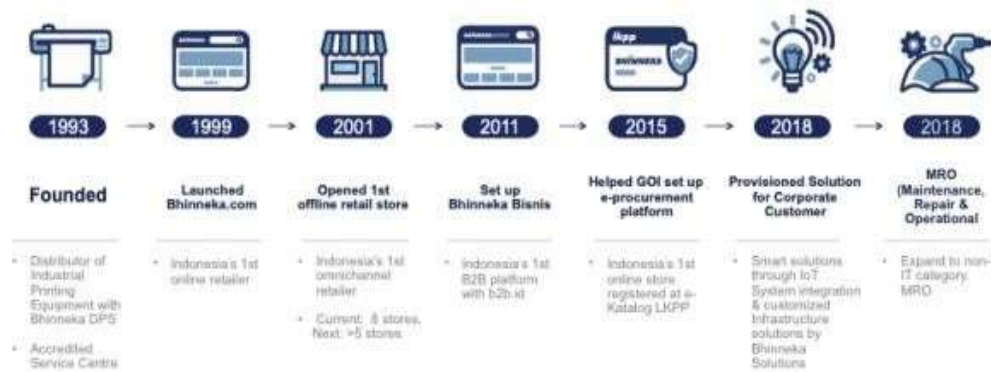 lkpp
BHINNEKA
1993
1999
2001
2011
2015
2018
2018
Founded
Launched
Bhinneka.com
Opened 1st
offline retail store
Set up
Bhinneka Bisnis
Helped GOI set up
e-procurement
platform
Provisioned Solution
for Corporate
Customer
MRO
(Maintenance,
Repair &
Operational
• Distributor of
Industrial
Printing
Equipment with
Bhinneka DPS
• Accredited
Service Centre
• Indonesia's 1st
online retailer
• Indonesia's 1st
omnichannel
retailer
• Current: 8 stores,
Next: >5 stores
• Indonesia's 1st
B2B platform
with b2b.id
• Indonesia's 1st
online store
registered at e-
Katalog LKPP
• Smart solutions
through IoT
System integration
& customized
Infrastructure
solutions by
Bhinneka
Solutions
• Expand to non-
IT category.
MRO